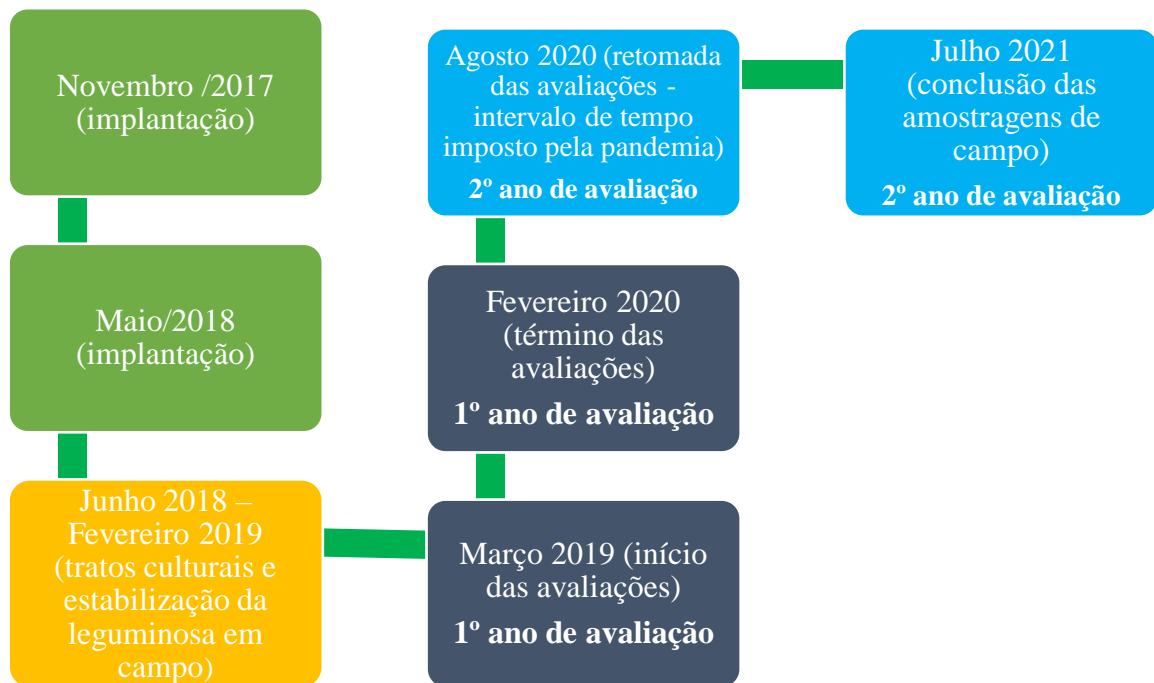 Novembro /2017
(implantação)
Maio/2018
(implantação)
Junho 2018 –
Fevereiro 2019
(tratos culturais e
estabilização da
leguminosa em
campo)
Março 2019 (início
das avaliações)
1º ano de avaliação
Fevereiro 2020
(término das
avaliações)
1º ano de avaliação
Agosto 2020 (retomada
das avaliações -
intervalo de tempo
imposto pela pandemia)
2º ano de avaliação
Julho 2021
(conclusão das
amostragens de
campo)
2º ano de avaliação